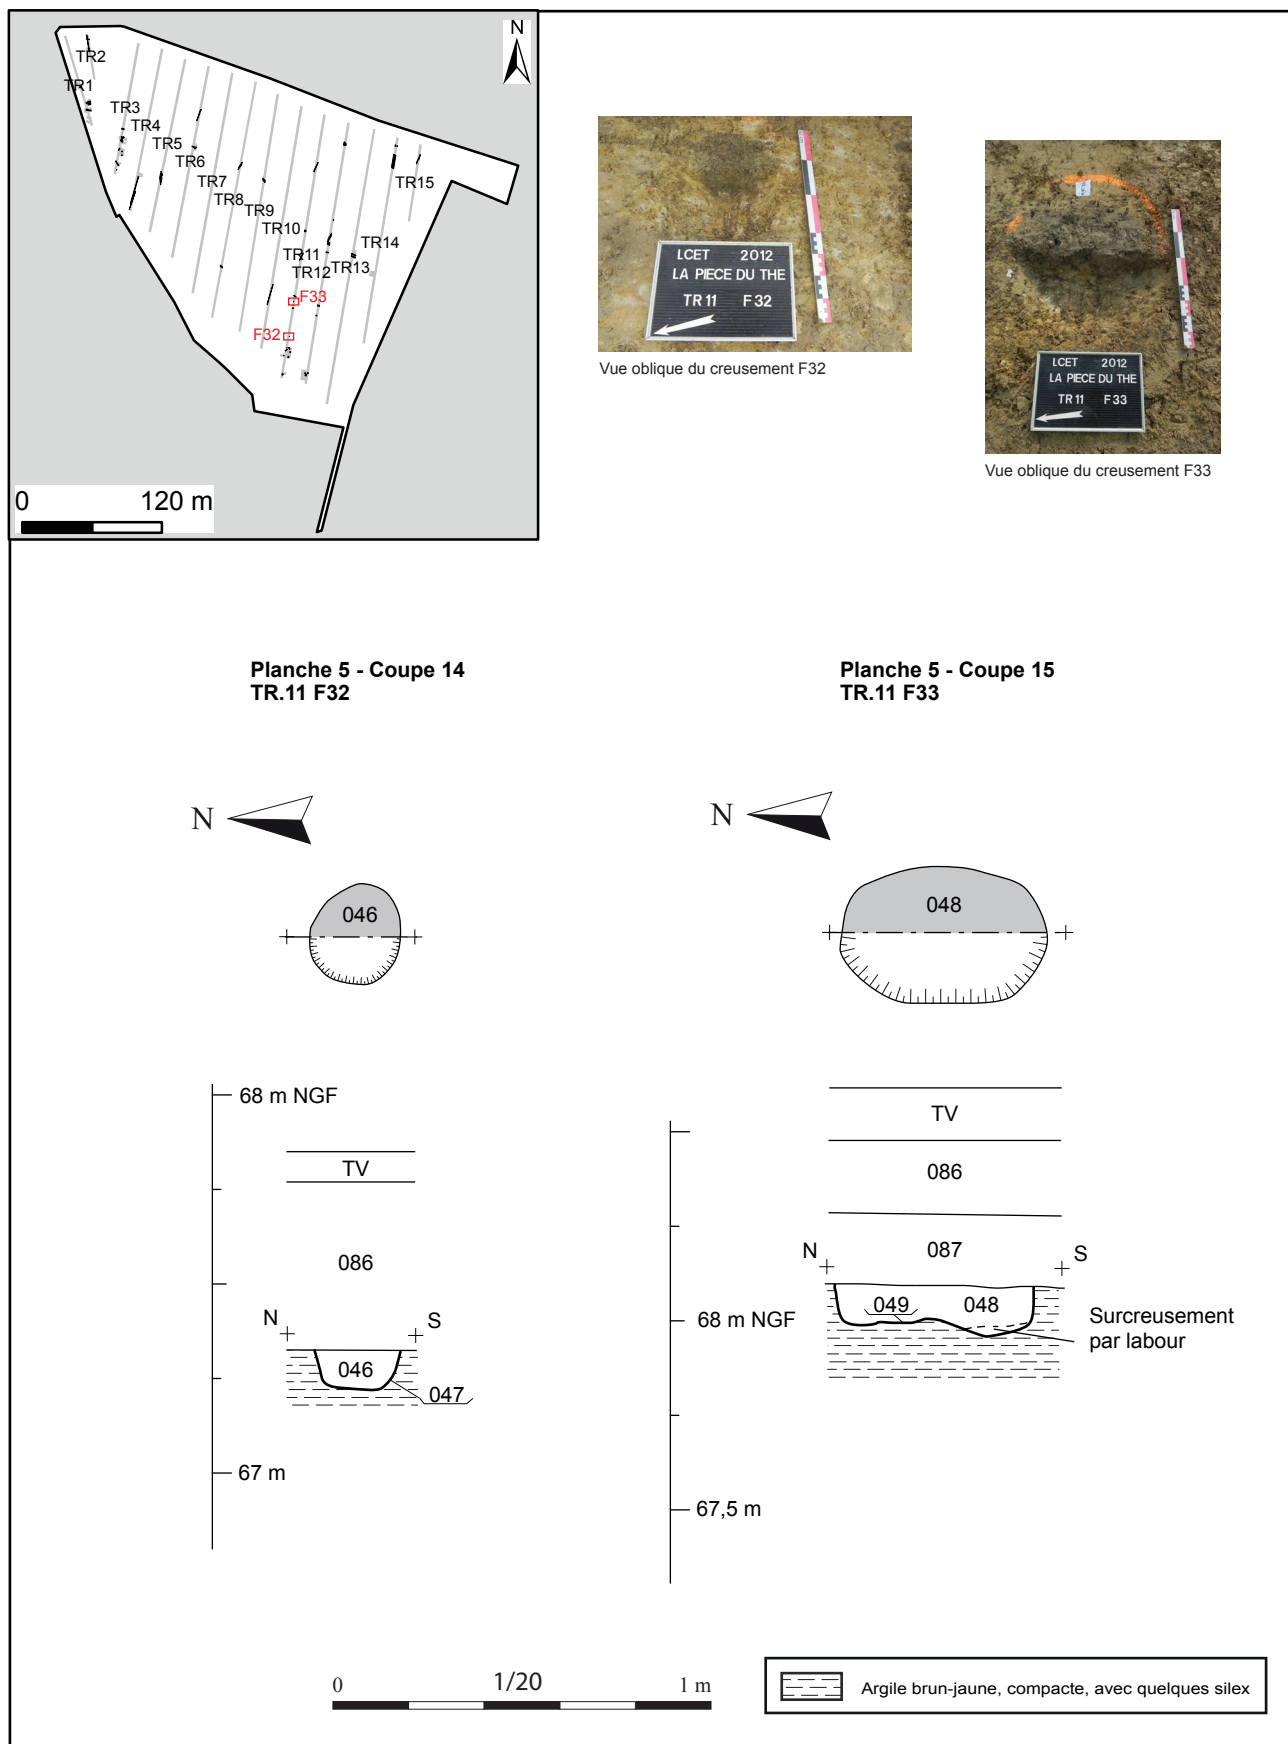 N
TR2
TR1
TR3
TR4
TR5
TR6
TR7
TR8
TR9
TR10
TR11
TR12
TR13
TR14
TR15
F33
F32
0 120 m
LCET 2012
LA PIECE DU THE
TR 11 F 32
Vue oblique du creusement F32
LCET 2012
LA PIECE DU THE
TR 11 F 33
Vue oblique du creusement F33
Planche 5 - Coupe 14
TR.11 F32
Planche 5 - Coupe 15
TR.11 F33
N
046
N
048
68 m NGF
TV
086
N S
046
047
67 m
TV
086
087
N S
049 048
68 m NGF
Surcreusement
par labour
67,5 m
0 1/20 1 m
Argile brun-jaune, compacte, avec quelques silex